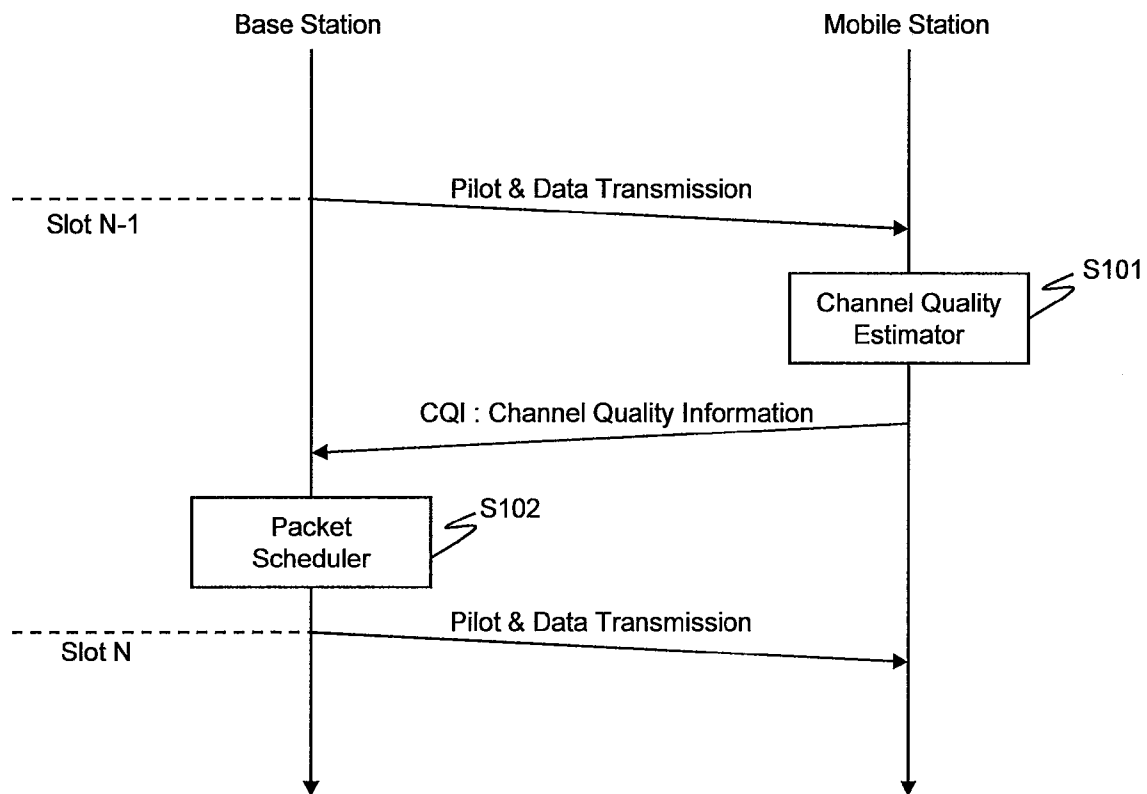 Base Station
Mobile Station
Pilot & Data Transmission
Slot N-1
S101
Channel Quality
Estimator
CQI : Channel Quality Information
S102
Packet
Scheduler
Pilot & Data Transmission
Slot N